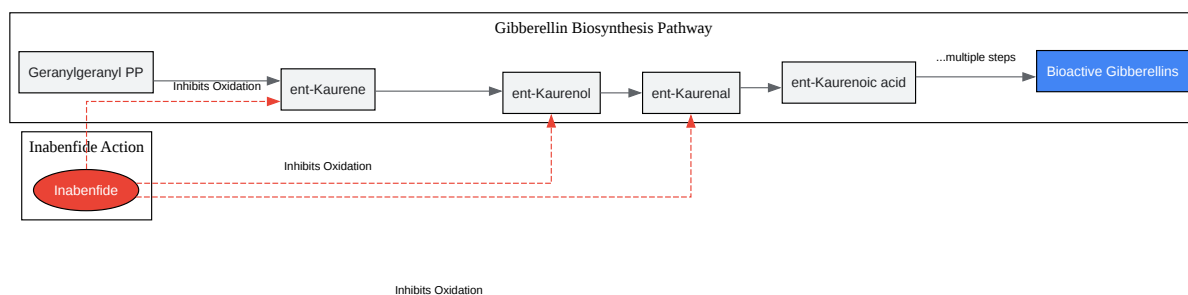 Gibberellin Biosynthesis Pathway
Geranylgeranyl PP
Inhibits Oxidation
ent-Kaurene
ent-Kaurenol
ent-Kaurenal
ent-Kaurenoic acid
...multiple steps
Bioactive Gibberellins
Inabenfide Action
Inabenfide
Inhibits Oxidation
Inhibits Oxidation